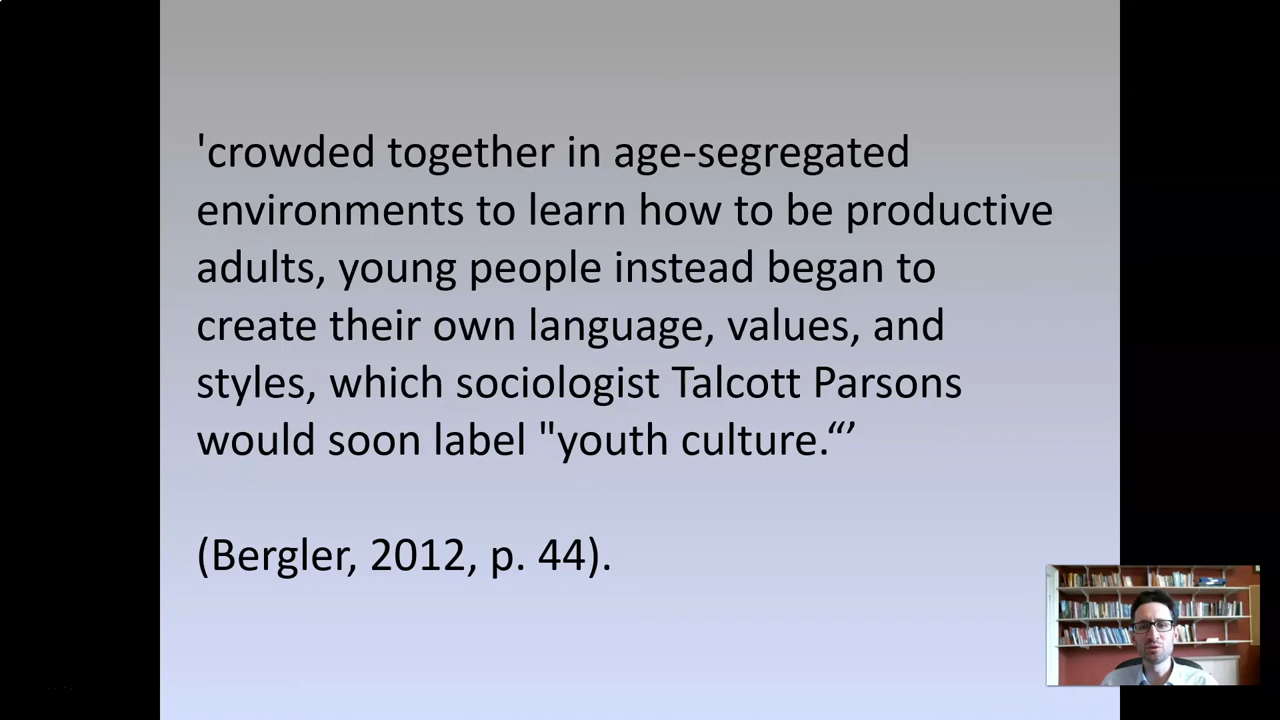 'crowded together in age-segregated
environments to learn how to be productive
adults, young people instead began to
create their own language, values, and
styles, which sociologist Talcott Parsons
would soon label "youth culture.“’
(Bergler, 2012, p. 44).